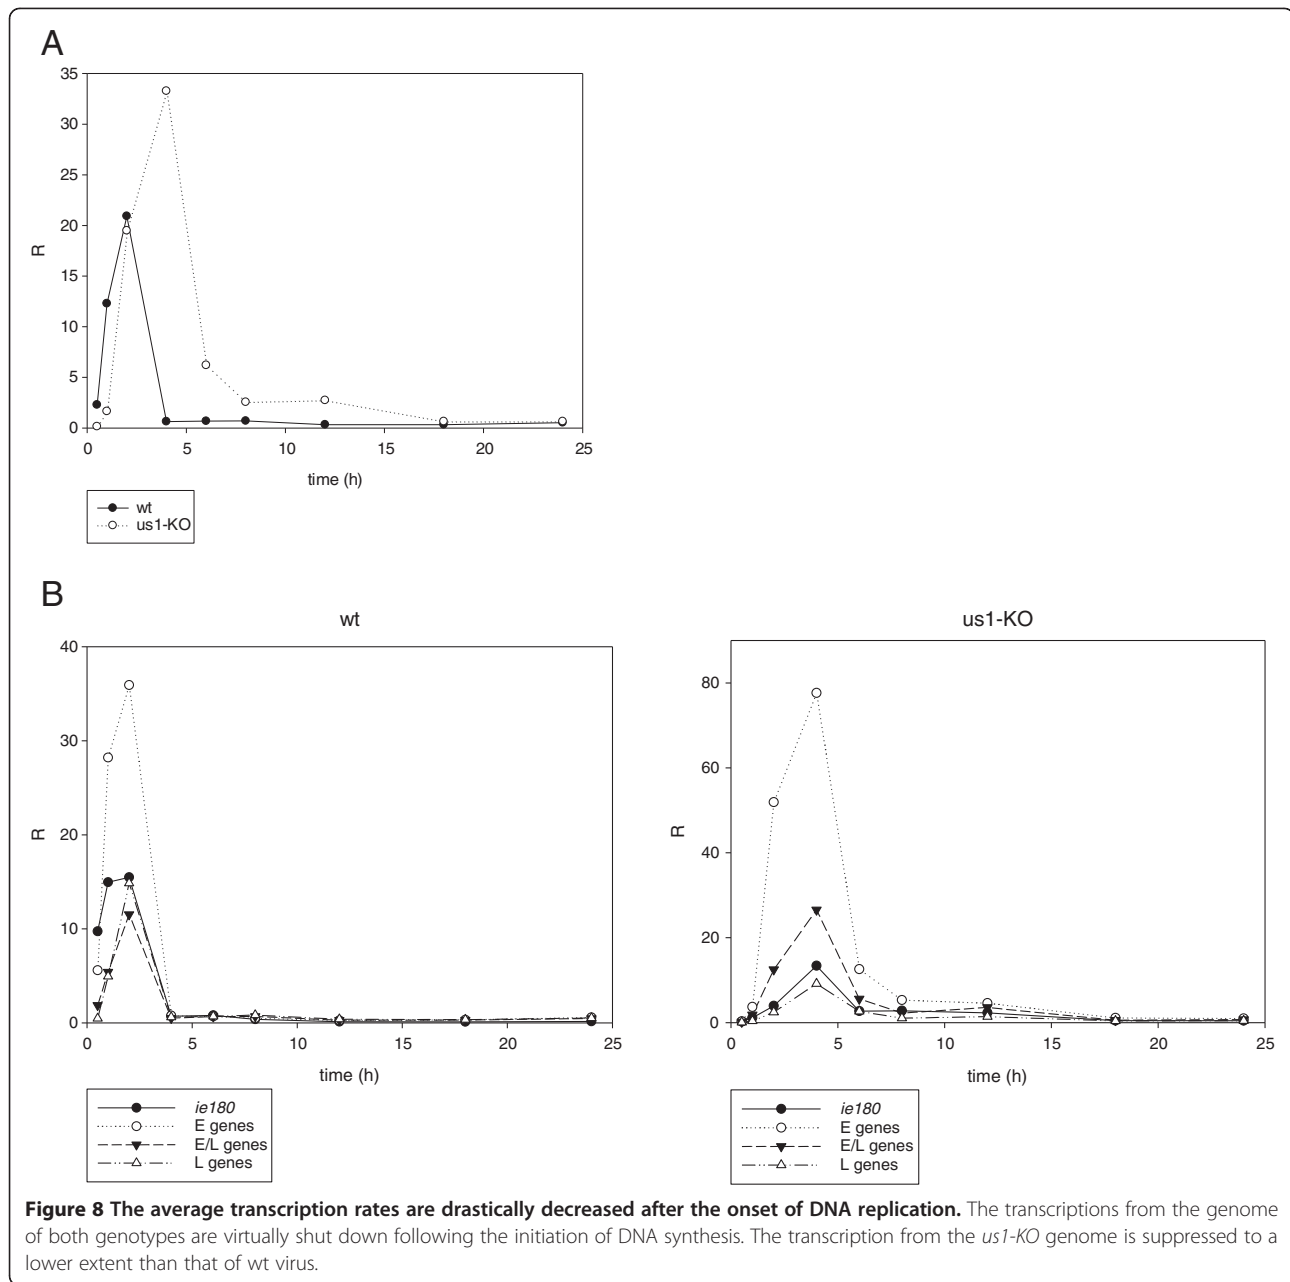 A
35
30
25
20
15
10
5
0
R
0 5 10 15 20 25
time (h)
wt
us1-KO
B
wt
40
30
20
10
0
R
0 5 10 15 20 25
time (h)
ie180
E genes
E/L genes
L genes
us1-KO
80
60
40
20
0
R
0 5 10 15 20 25
time (h)
ie180
E genes
E/L genes
L genes
Figure 8 The average transcription rates are drastically decreased after the onset of DNA replication. The transcriptions from the genome
of both genotypes are virtually shut down following the initiation of DNA synthesis. The transcription from the us1-KO genome is suppressed to a
lower extent than that of wt virus.